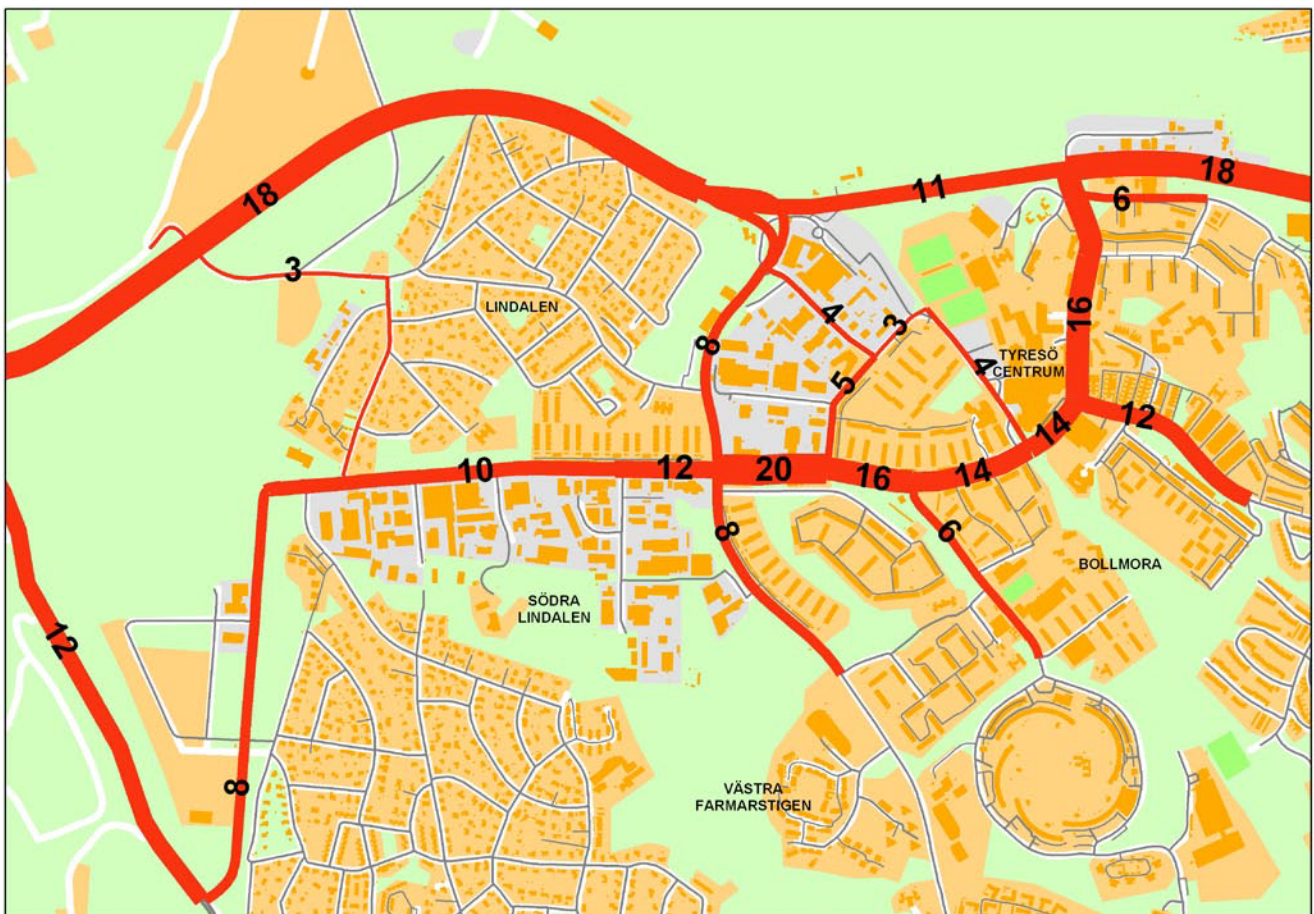 18
18
11
6
3
LINDALEN
4
3
16
8
TYRESÖ
CENTRUM
4
5
12
14
10
12
20
16
14
8
6
BOLLMORA
SÖDRA
LINDALEN
12
8
VÄSTRA
FARMARSTIGEN